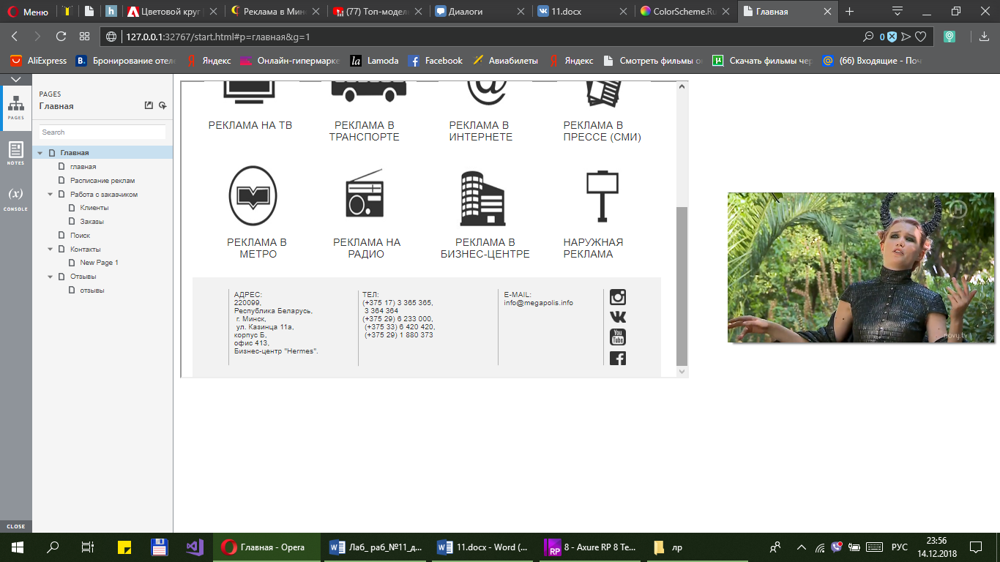 Меню
Цветовой круг
Реклама в Мин
(77) Топ-модел
Диалоги
11.docx
ColorScheme.Ru
Главная
127.0.0.1:32767/start.html#p=главная&g=1
0
AliExpress
B.
Бронирование отеле
Я
Яндекс
Онлайн-гипермарке
la
Lamoda
Facebook
Авиабилеты
Я
Яндекс
Смотреть фильмы о
Скачать фильмы чер
(66) Входящие - Поч
PAGES
NOTES
(x)
CONSOLE
CLOSE
PAGES
Главная
Search
Главная
главная
Расписание реклам
Работа с заказчиком
Клиенты
Заказы
Поиск
Контакты
New Page 1
Отзывы
отзывы
РЕКЛАМА НА ТВ
РЕКЛАМА В
ТРАНСПОРТЕ
РЕКЛАМА В
ИНТЕРНЕТЕ
РЕКЛАМА В
ПРЕССЕ (СМИ)
РЕКЛАМА В
МЕТРО
РЕКЛАМА НА
РАДИО
РЕКЛАМА В
БИЗНЕС-ЦЕНТРЕ
НАРУЖНАЯ
РЕКЛАМА
АДРЕС:
220099,
Республика Беларусь,
г. Минск,
ул. Казинца 11а,
корпус Б,
офис 413,
Бизнес-центр "Hermes".
ТЕЛ:
(+375 17) 3 365 365,
3 364 364
(+375 29) 6 233 000,
(+375 33) 6 420 420,
(+375 29) 1 880 373
E-MAIL:
info@megapolis.info
You
Tube
Н
novy.tv
Главная - Opera
Лаб_ раб_№11_д...
11.docx - Word (...
RP
8 - Axure RP 8 Te...
лр
РУС
23:56
14.12.2018